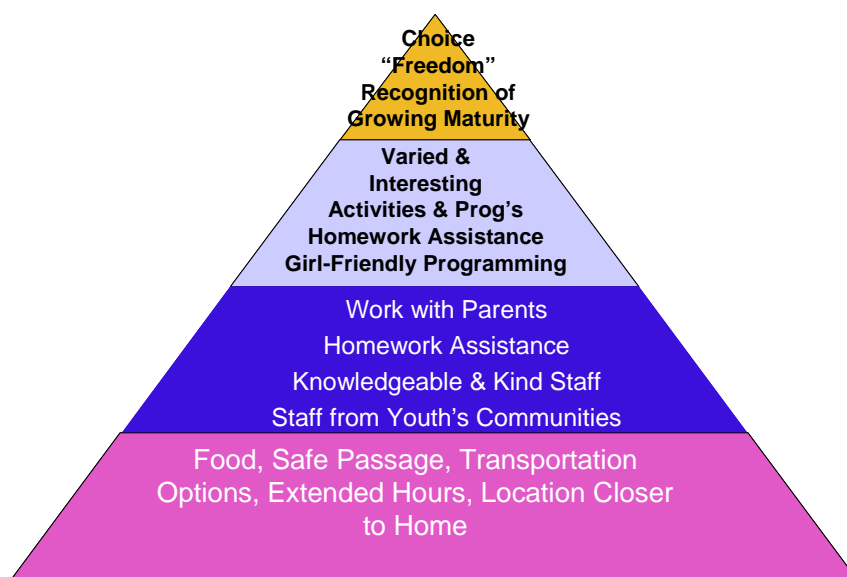 Choice
“Freedom”
Recognition of
Growing Maturity
Varied &
Interesting
Activities & Prog’s
Homework Assistance
Girl-Friendly Programming
Work with Parents
Homework Assistance
Knowledgeable & Kind Staff
Staff from Youth’s Communities
Food, Safe Passage, Transportation
Options, Extended Hours, Location Closer
to Home